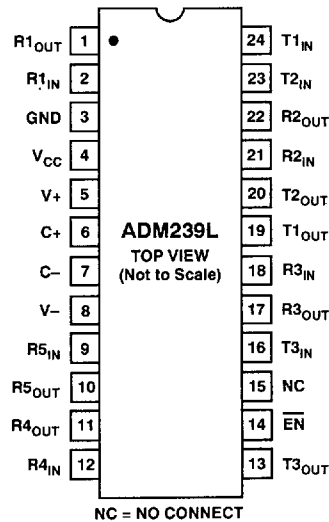 R1OUT 1 24 T1IN
R1IN 2 23 T2IN
GND 3 22 R2OUT
VCC 4 21 R2IN
V+ 5 20 T2OUT
C+ 6 ADM239L 19 T1OUT
TOP VIEW
C– 7 (Not to Scale) 18 R3IN
V– 8 17 R3OUT
R5IN 9 16 T3IN
R5OUT 10 15 NC
R4OUT 11 14 E̅N̅
R4IN 12 13 T3OUT
NC = NO CONNECT